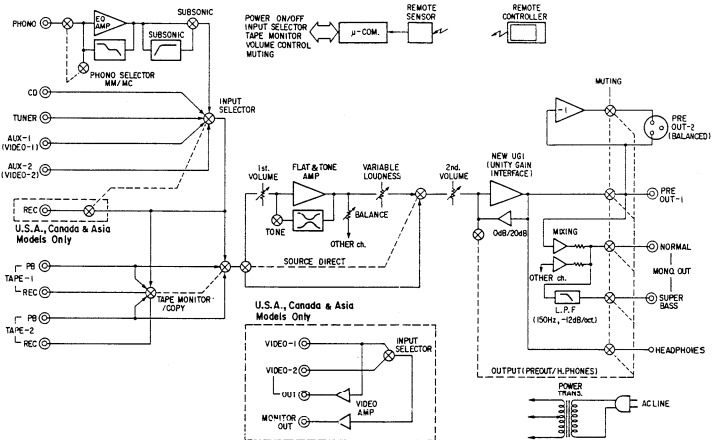 PHONO
EQ
AMP
SUBSONIC
SUBSONIC
PHONO SELECTOR
MM/MC
POWER ON/OFF
INPUT SELECTOR
TAPE MONITOR
VOLUME CONTROL
MUTING
μ-COM.
REMOTE
SENSOR
REMOTE
CONTROLLER
CD
TUNER
AUX-1
(VIDEO-1)
AUX-2
(VIDEO-2)
INPUT
SELECTOR
REC
U.S.A., Canada & Asia
Models Only
1st.
VOLUME
FLAT & TONE
AMP
TONE
VARIABLE
LOUDNESS
BALANCE
OTHER ch.
2nd.
VOLUME
SOURCE DIRECT
NEW UGI
(UNITY GAIN
INTERFACE)
0dB/20dB
MUTING
-1
PRE
OUT-2
(BALANCED)
PRE
OUT-1
MIXING
OTHER ch.
NORMAL
MONO. OUT
SUPER
BASS
L.P.F
(150Hz, -12dB/oct.)
HEADPHONES
OUTPUT(PREOUT/H.PHONES)
PB
TAPE-1
REC
PB
TAPE-2
REC
TAPE MONITOR
/COPY
U.S.A., Canada & Asia
Models Only
VIDEO-1
VIDEO-2
OUT
MONITOR
OUT
INPUT
SELECTOR
VIDEO
AMP
POWER
TRANS.
AC LINE